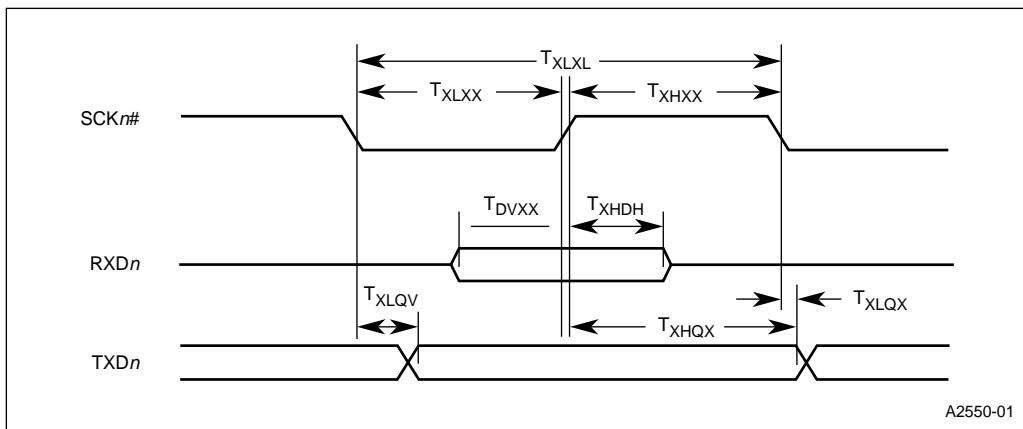 TXLXL
TXLXX
TXHXX
SCKn#
TDVXX
TXHDH
RXDn
TXLQV
TXLQX
TXHQX
TXDn
A2550-01